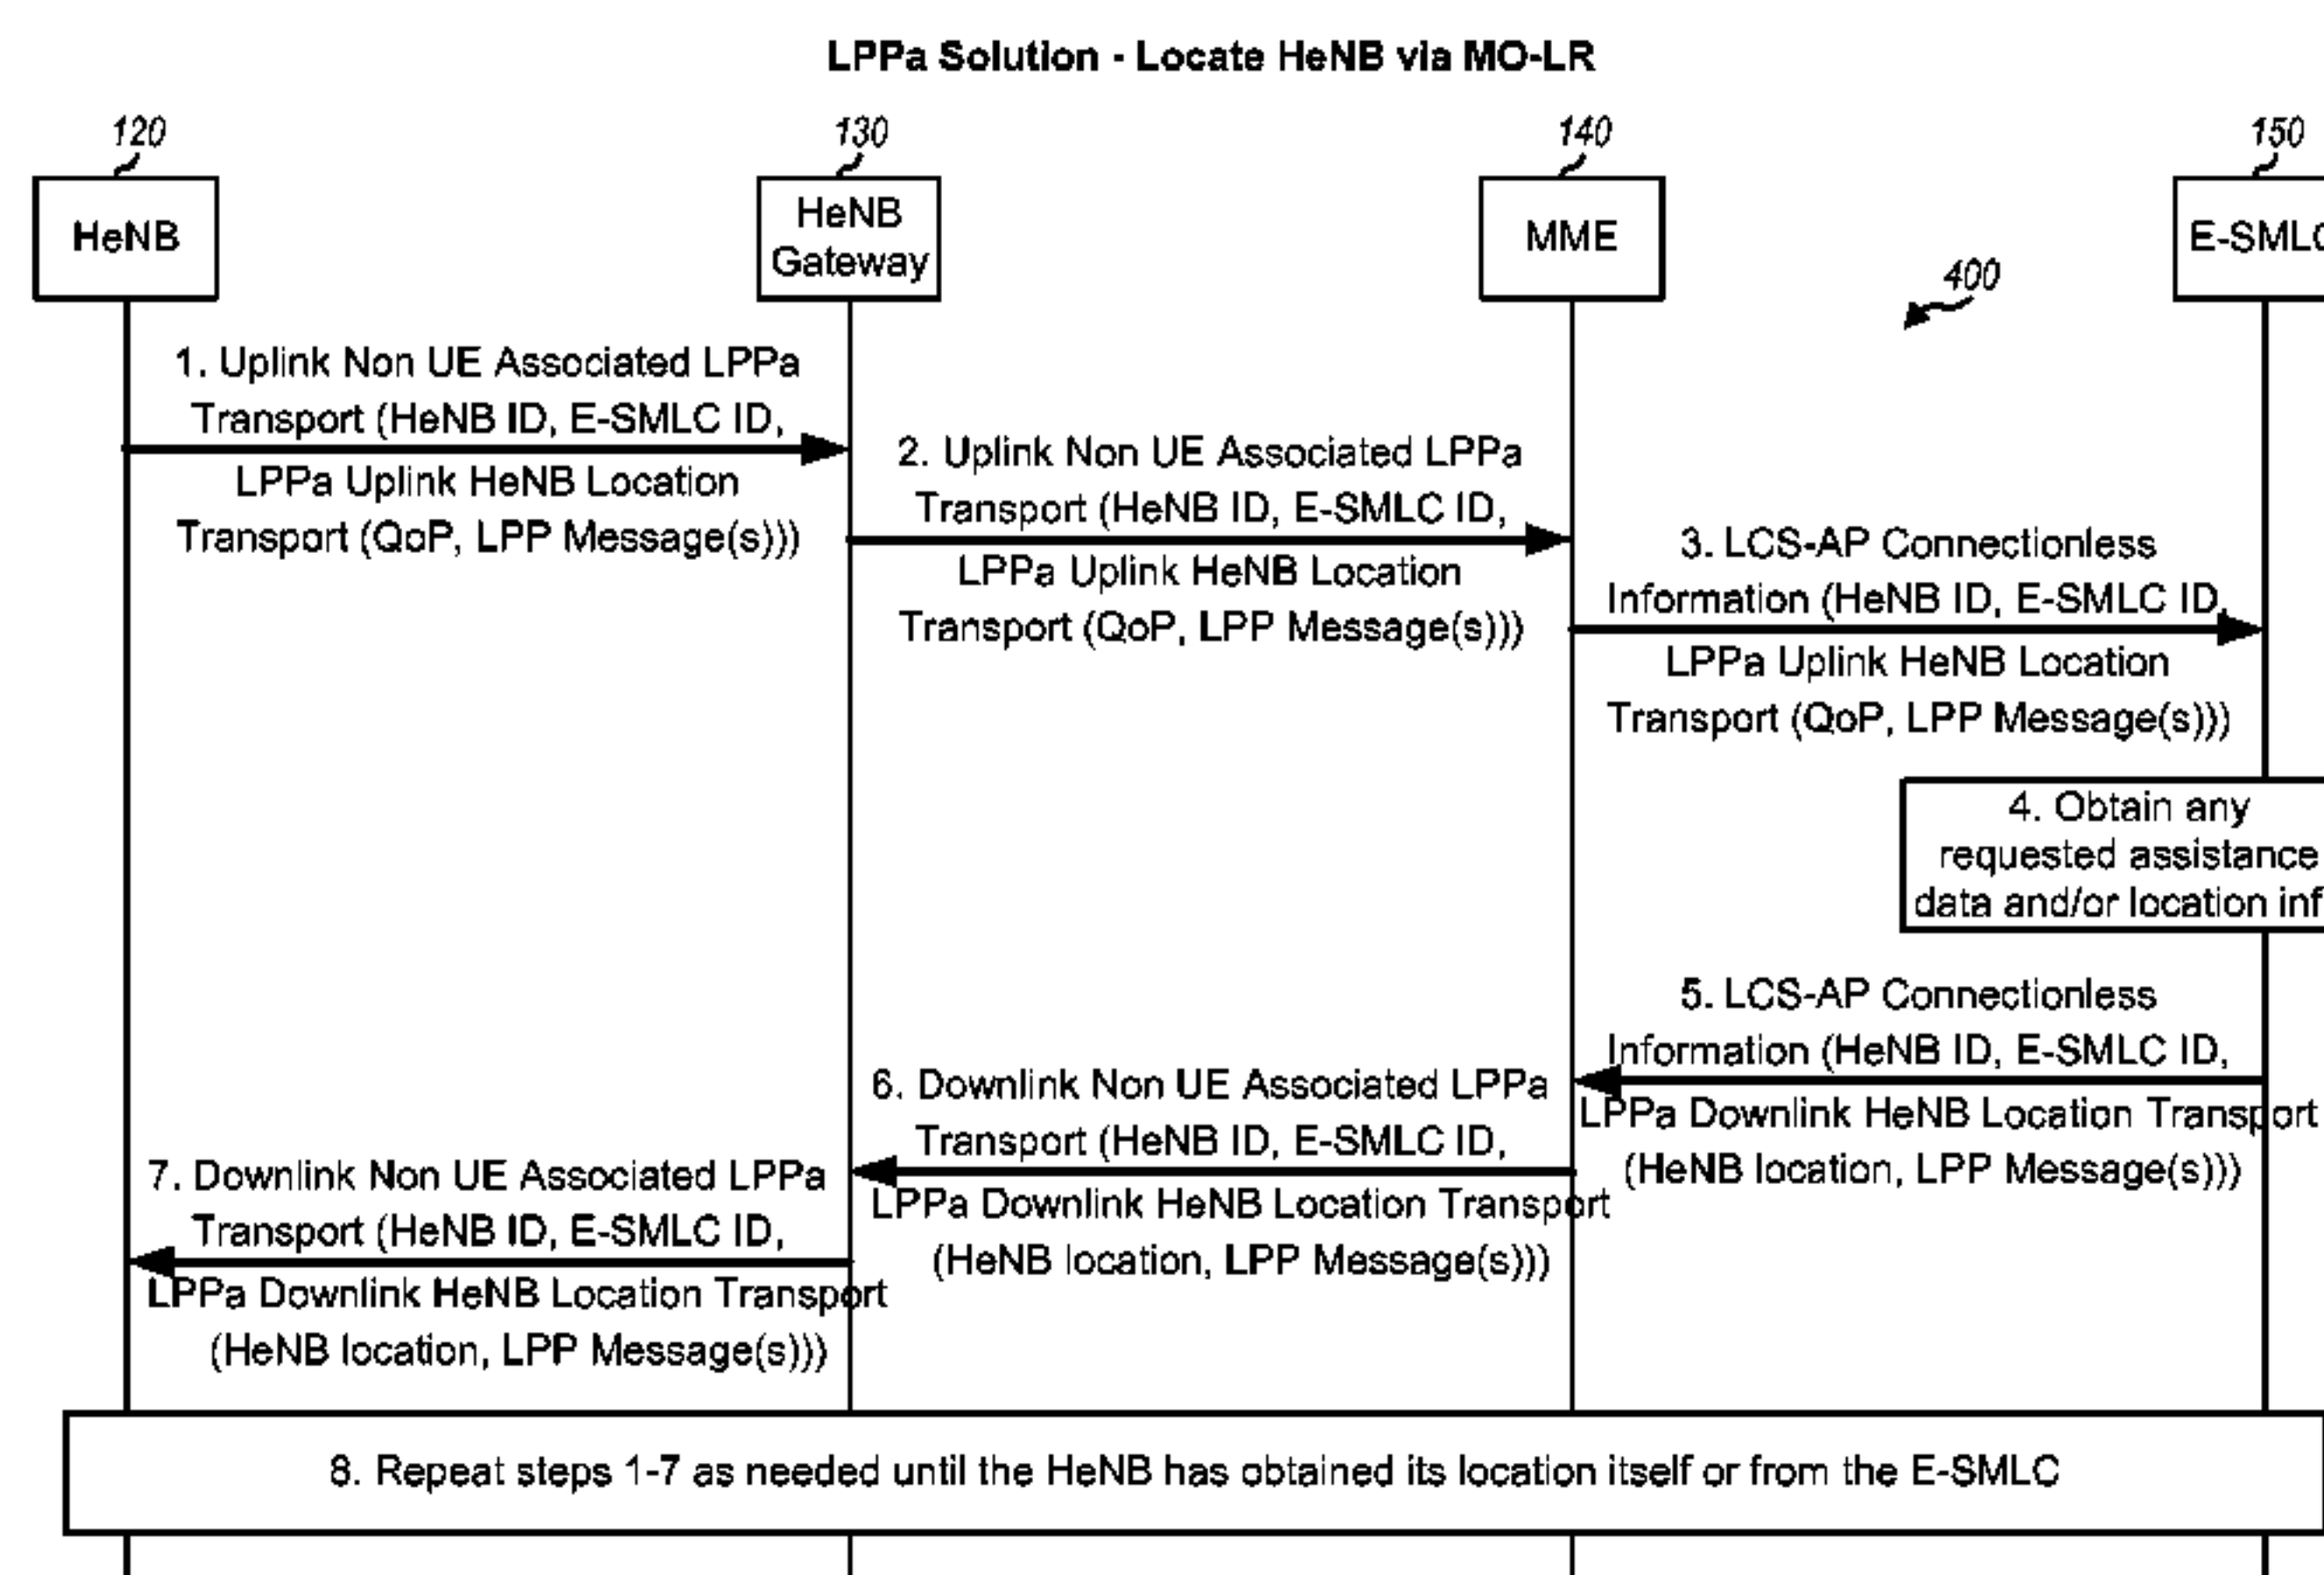 LPPa Solution - Locate HeNB via MO-LR
120
130
140
150
HeNB
HeNB
Gateway
MME
E-SMLC
400
1. Uplink Non UE Associated LPPa
Transport (HeNB ID, E-SMLC ID,
LPPa Uplink HeNB Location
Transport (QoP, LPP Message(s)))
2. Uplink Non UE Associated LPPa
Transport (HeNB ID, E-SMLC ID,
LPPa Uplink HeNB Location
Transport (QoP, LPP Message(s)))
3. LCS-AP Connectionless
Information (HeNB ID, E-SMLC ID,
LPPa Uplink HeNB Location
Transport (QoP, LPP Message(s)))
4. Obtain any
requested assistance
data and/or location inf
5. LCS-AP Connectionless
Information (HeNB ID, E-SMLC ID,
LPPa Downlink HeNB Location Transport
(HeNB location, LPP Message(s)))
6. Downlink Non UE Associated LPPa
Transport (HeNB ID, E-SMLC ID,
LPPa Downlink HeNB Location Transport
(HeNB location, LPP Message(s)))
7. Downlink Non UE Associated LPPa
Transport (HeNB ID, E-SMLC ID,
LPPa Downlink HeNB Location Transport
(HeNB location, LPP Message(s)))
8. Repeat steps 1-7 as needed until the HeNB has obtained its location itself or from the E-SMLC